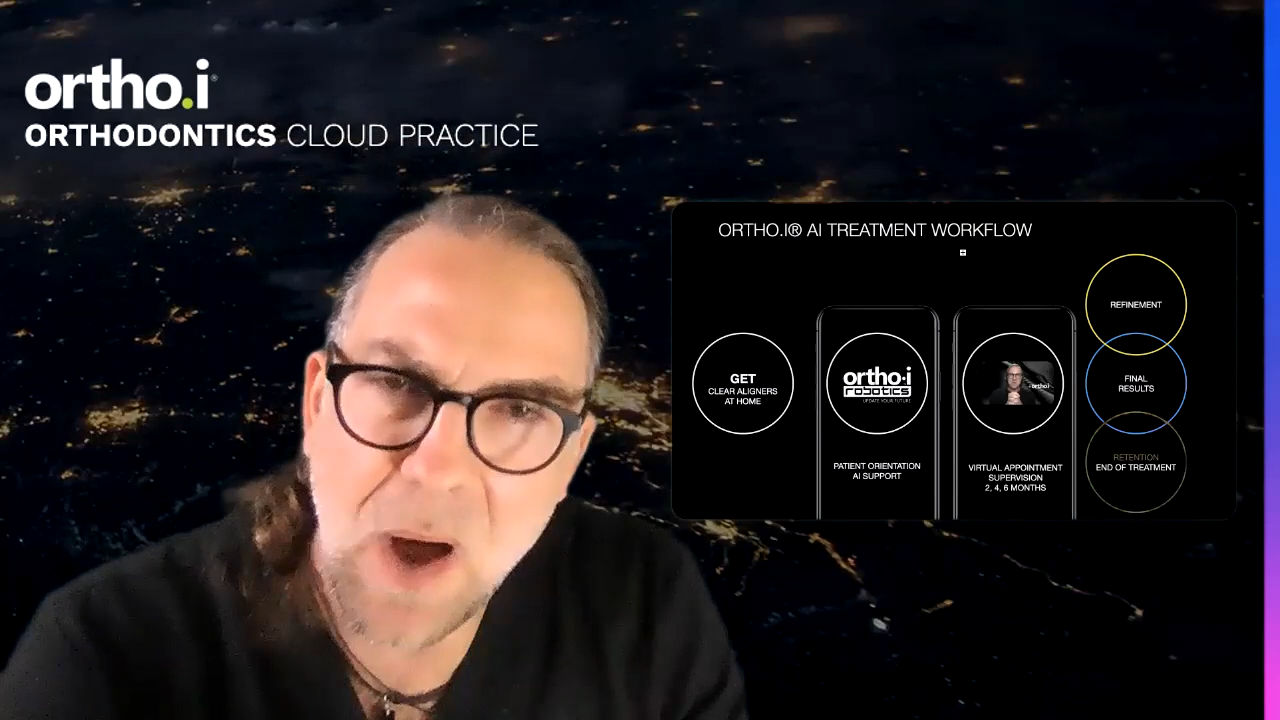 ortho.i®
ORTHODONTICS CLOUD PRACTICE
ORTHO.I® AI TREATMENT WORKFLOW
GET
CLEAR ALIGNERS
AT HOME
ortho.i
robotics
UPDATE YOUR FUTURE
PATIENT ORIENTATION
AI SUPPORT
ortho.i
VIRTUAL APPOINTMENT
SUPERVISION
2, 4, 6 MONTHS
REFINEMENT
FINAL
RESULTS
RETENTION
END OF TREATMENT